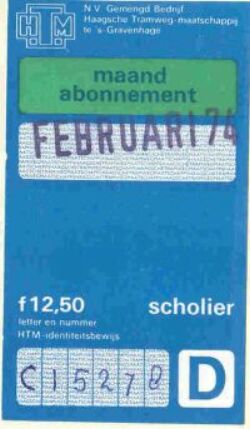 N.V. Gemengd Bedrijf
Haagsche Tramweg-maatschappij
te 's-Gravenhage
HTM
maand
abonnement
FEBRUARI 74
f 12,50 scholier
letter en nummer
HTM-identiteitsbewijs
C 15278 D